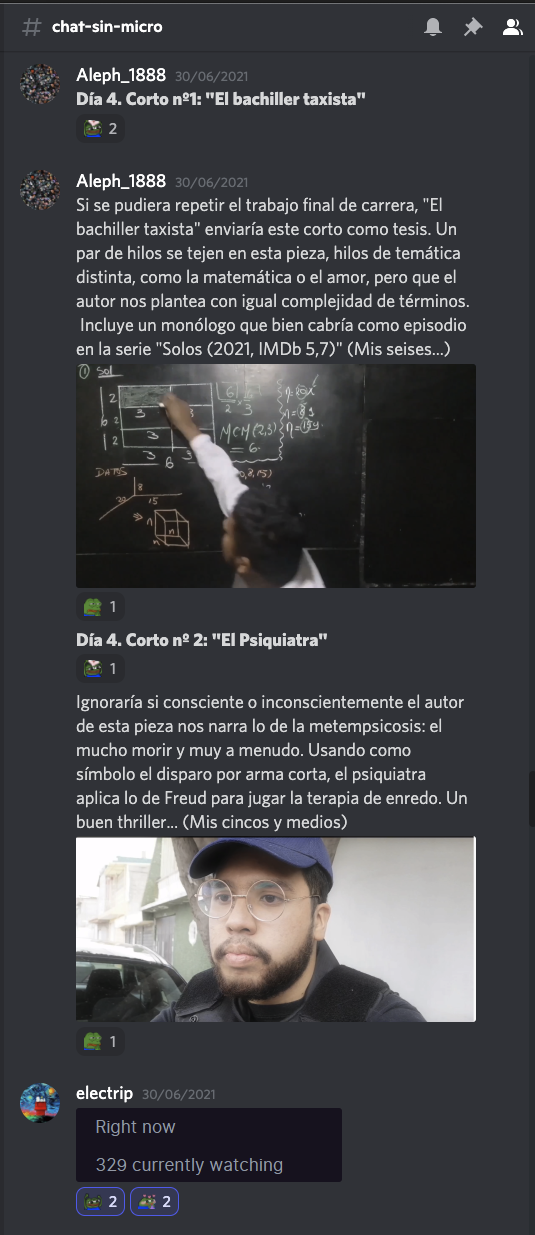 # chat-sin-micro
Aleph_1888 30/06/2021
Día 4. Corto nº1: "El bachiller taxista"
2
Aleph_1888 30/06/2021
Si se pudiera repetir el trabajo final de carrera, "El
bachiller taxista" enviaría este corto como tesis. Un
par de hilos se tejen en esta pieza, hilos de temática
distinta, como la matemática o el amor, pero que el
autor nos plantea con igual complejidad de términos.
Incluye un monólogo que bien cabría como episodio
en la serie "Solos (2021, IMDb 5,7)" (Mis seises...)
① Sol
2
3 3
6 2
3
2
3 6 3
6
2 3
MCM(2,3)
= 6
DATOS
8
20 15
n
n
n
1
Día 4. Corto nº 2: "El Psiquiatra"
1
Ignoraría si consciente o inconscientemente el autor
de esta pieza nos narra lo de la metempsicosis: el
mucho morir y muy a menudo. Usando como
símbolo el disparo por arma corta, el psiquiatra
aplica lo de Freud para jugar la terapia de enredo. Un
buen thriller... (Mis cincos y medios)
1
electrip 30/06/2021
Right now
329 currently watching
2 2